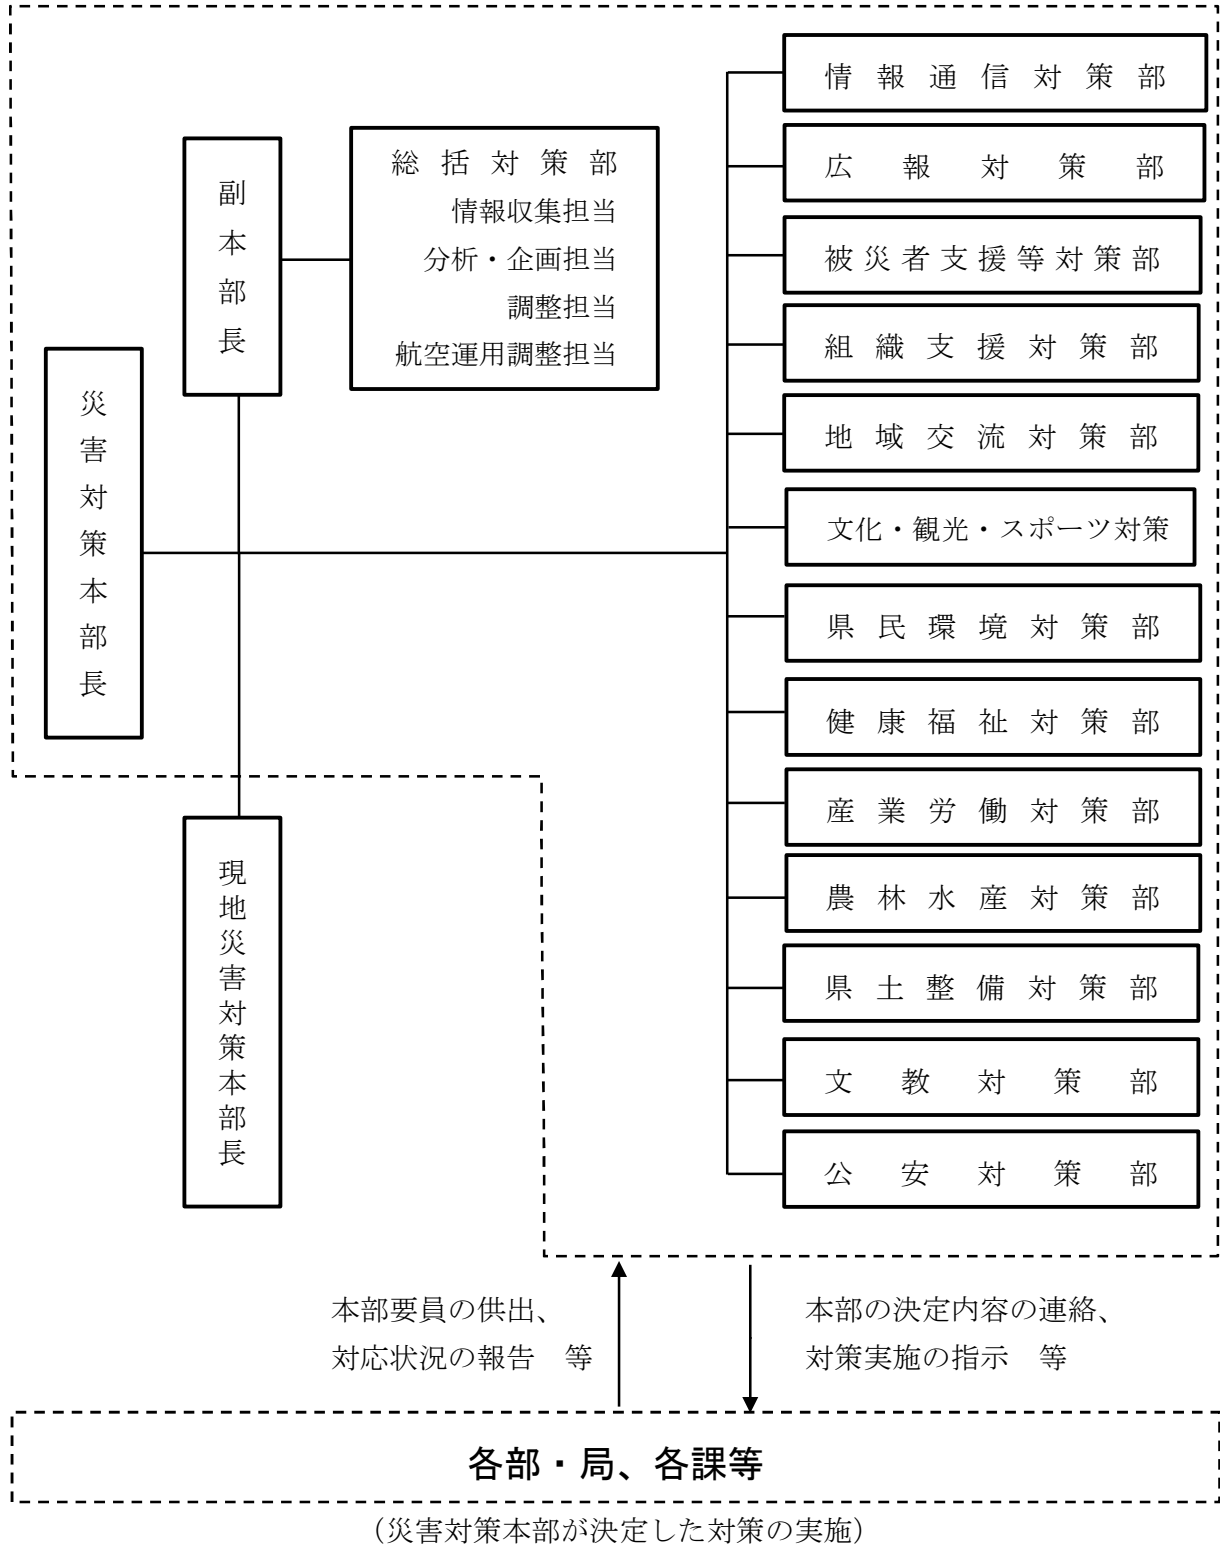 災害対策本部長
副本部長
総括対策部
情報収集担当
分析・企画担当
調整担当
航空運用調整担当
現地災害対策本部長
情報通信対策部
広報対策部
被災者支援等対策部
組織支援対策部
地域交流対策部
文化・観光・スポーツ対策
県民環境対策部
健康福祉対策部
産業労働対策部
農林水産対策部
県土整備対策部
文教対策部
公安対策部
本部要員の供出、
対応状況の報告　等
本部の決定内容の連絡、
対策実施の指示　等
各部・局、各課等
（災害対策本部が決定した対策の実施）